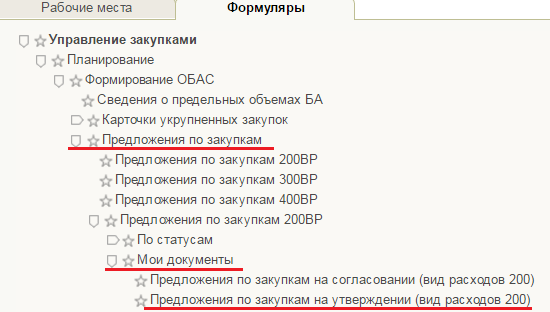 Рабочие места
Формуляры
Управление закупками
Планирование
Формирование ОБАС
Сведения о предельных объемах БА
Карточки укрупненных закупок
Предложения по закупкам
Предложения по закупкам 200ВР
Предложения по закупкам 300ВР
Предложения по закупкам 400ВР
Предложения по закупкам 200ВР
По статусам
Мои документы
Предложения по закупкам на согласовании (вид расходов 200)
Предложения по закупкам на утверждении (вид расходов 200)